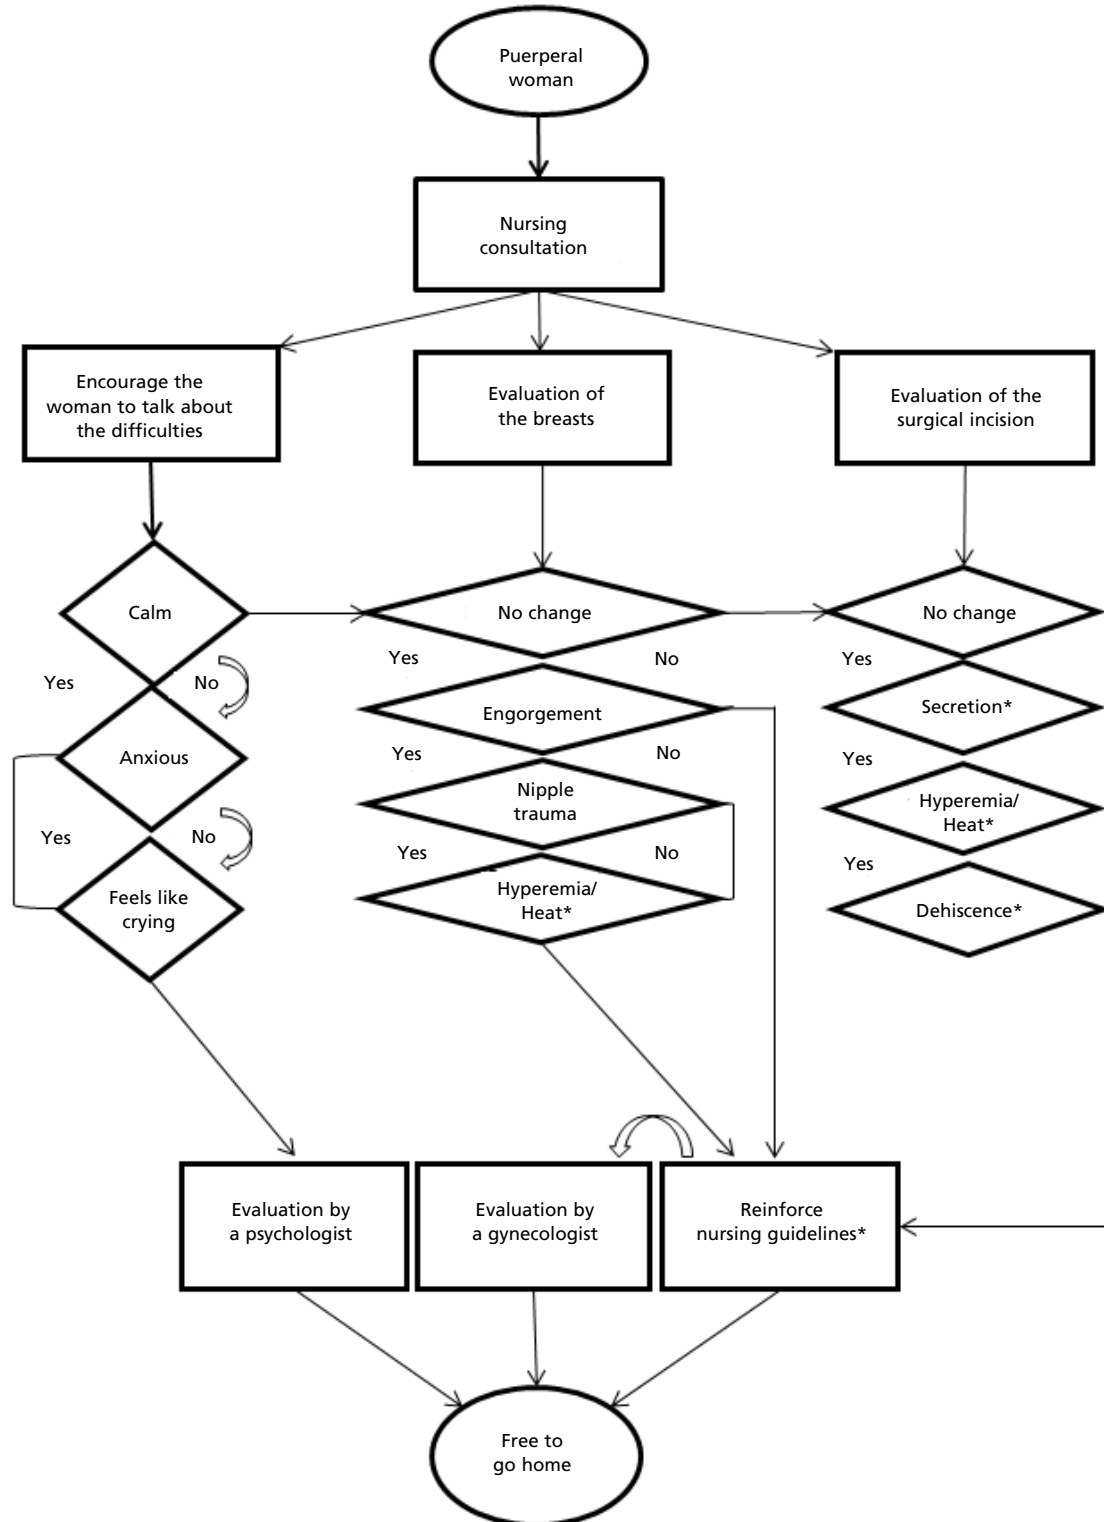 Puerperal
woman
Nursing
consultation
Encourage the
woman to talk about
the difficulties
Evaluation of
the breasts
Evaluation of the
surgical incision
Calm
No change
No change
Yes
No
Yes
No
Yes
Anxious
Engorgement
Secretion*
Yes
No
Yes
Nipple
trauma
Hyperemia/
Heat*
Yes
No
Yes
No
Yes
Feels like
crying
Hyperemia/
Heat*
Dehiscence*
Evaluation by
a psychologist
Evaluation by
a gynecologist
Reinforce
nursing guidelines*
Free to
go home